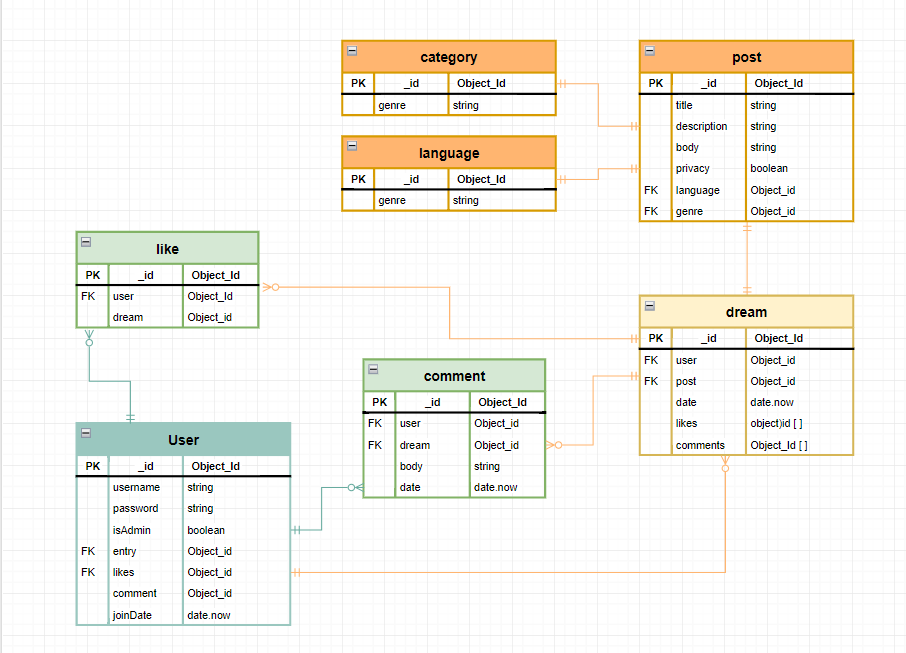 category
PK _id Object_Id
genre string
post
PK _id Object_Id
title string
description string
body string
privacy boolean
FK language Object_id
FK genre Object_id
language
PK _id Object_Id
genre string
like
PK _id Object_Id
FK user Object_Id
dream Object_id
dream
PK _id Object_Id
FK user Object_id
FK post Object_id
date date.now
likes object)id [ ]
comments Object_Id [ ]
comment
PK _id Object_Id
FK user Object_id
FK dream Object_id
body string
date date.now
User
PK _id Object_Id
username string
password string
isAdmin boolean
FK entry Object_id
FK likes Object_id
comment Object_id
joinDate date.now